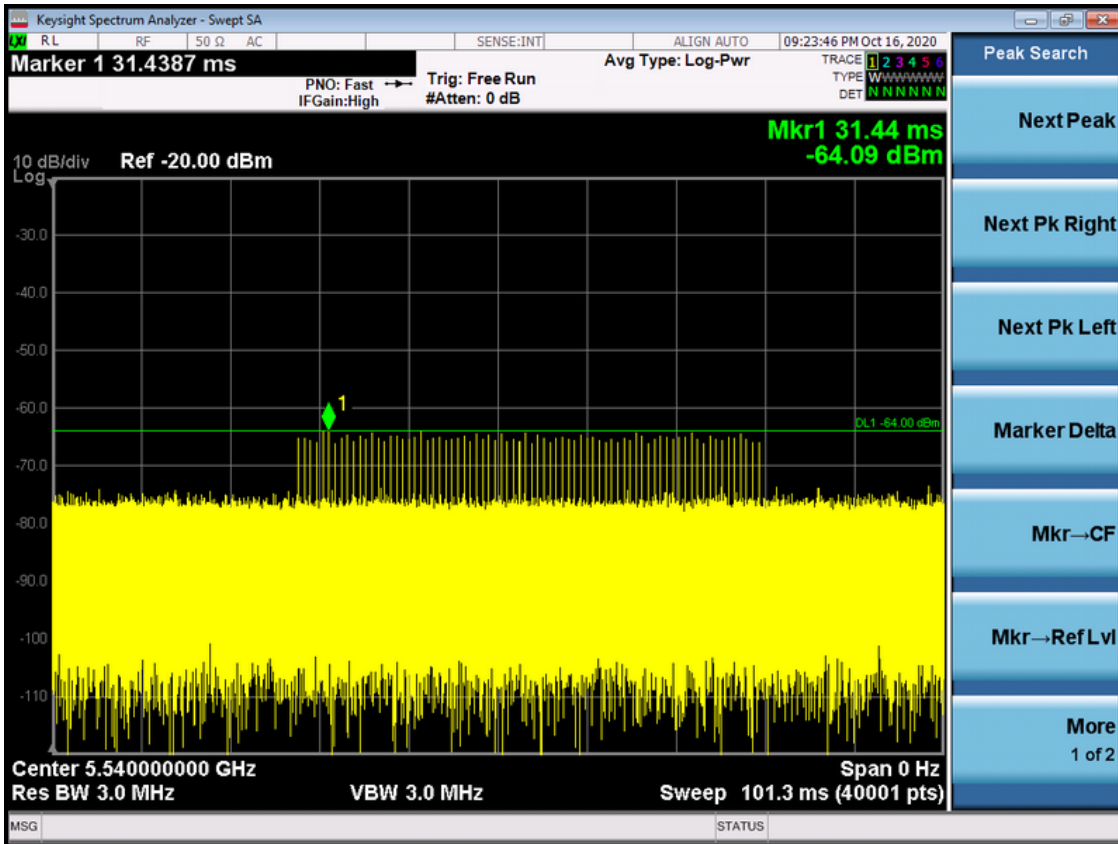 Keysight Spectrum Analyzer - Swept SA
LXI RL RF 50 Ω AC SENSE:INT ALIGN AUTO 09:23:46 PM Oct 16, 2020
Marker 1 31.4387 ms
PNO: Fast
IFGain:High
Trig: Free Run
#Atten: 0 dB
Avg Type: Log-Pwr
TRACE 1 2 3 4 5 6
TYPE WWWWWW
DET N N N N N N
Mkr1 31.44 ms
-64.09 dBm
10 dB/div Ref -20.00 dBm
Log
-30.0
-40.0
-50.0
-60.0
1
DL1 -64.00 dBm
-70.0
-80.0
-90.0
-100
-110
Center 5.540000000 GHz Span 0 Hz
Res BW 3.0 MHz VBW 3.0 MHz Sweep 101.3 ms (40001 pts)
MSG STATUS
Peak Search
Next Peak
Next Pk Right
Next Pk Left
Marker Delta
Mkr→CF
Mkr→Ref Lvl
More
1 of 2